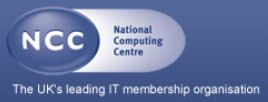 NCC
National
Computing
Centre
The UK's leading IT membership organisation